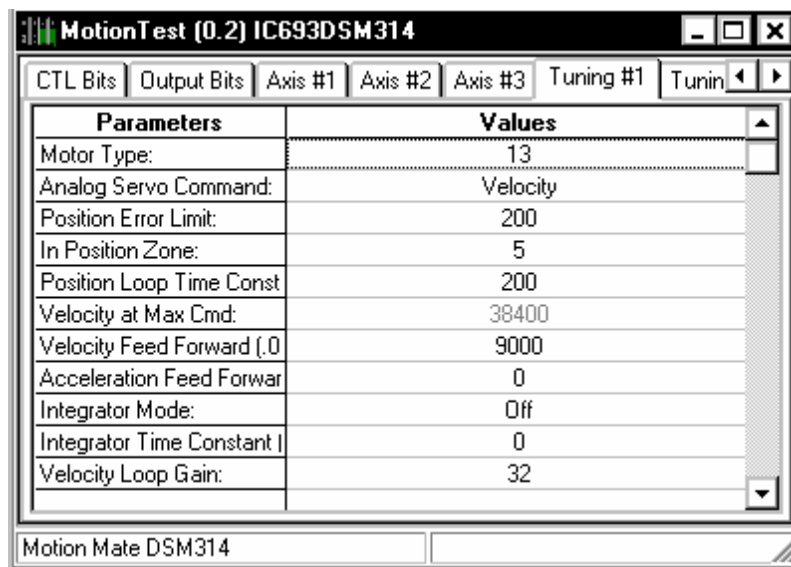 MotionTest (0.2) IC693DSM314
CTL Bits Output Bits Axis #1 Axis #2 Axis #3 Tuning #1 Tunin
Parameters Values
Motor Type: 13
Analog Servo Command: Velocity
Position Error Limit: 200
In Position Zone: 5
Position Loop Time Const 200
Velocity at Max Cmd: 38400
Velocity Feed Forward (.0 9000
Acceleration Feed Forwar 0
Integrator Mode: Off
Integrator Time Constant ( 0
Velocity Loop Gain: 32
Motion Mate DSM314